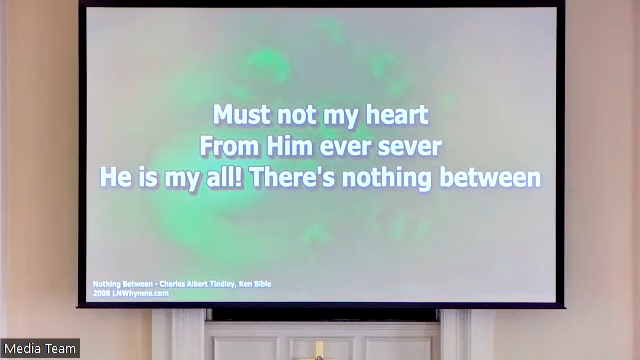 Must not my heart
From Him ever sever
He is my all! There's nothing between
Nothing Between - Charles Albert Tindley, Ken Bible
2008 LNWhymns.com
Media Team